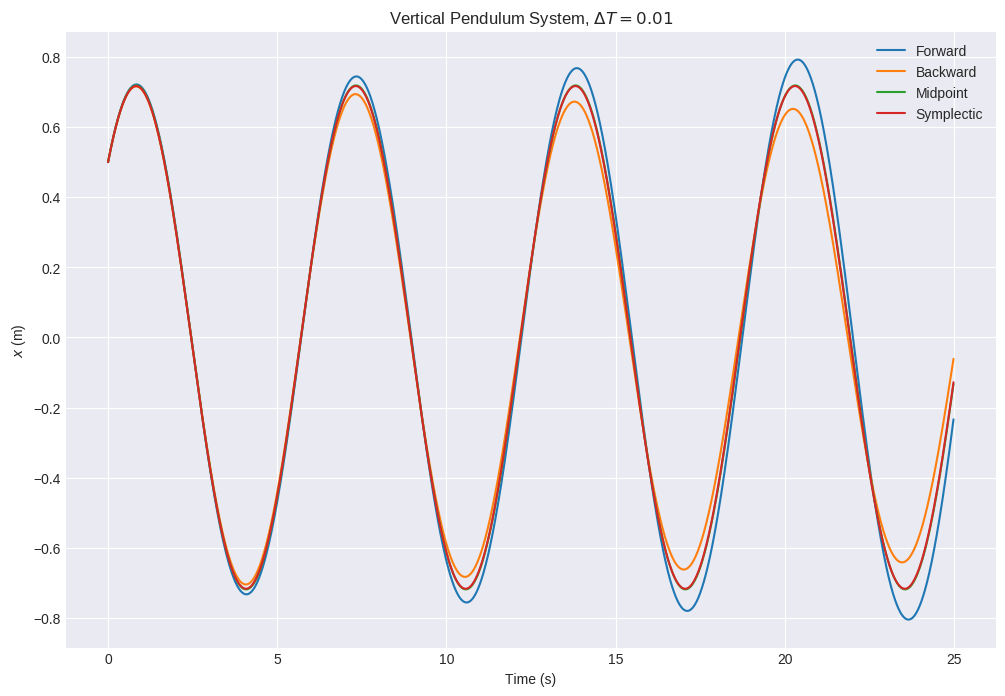 Vertical Pendulum System, ΔT = 0.01
Forward
Backward
Midpoint
Symplectic
0.8
0.6
0.4
0.2
0.0
−0.2
−0.4
−0.6
−0.8
x (m)
0 5 10 15 20 25
Time (s)